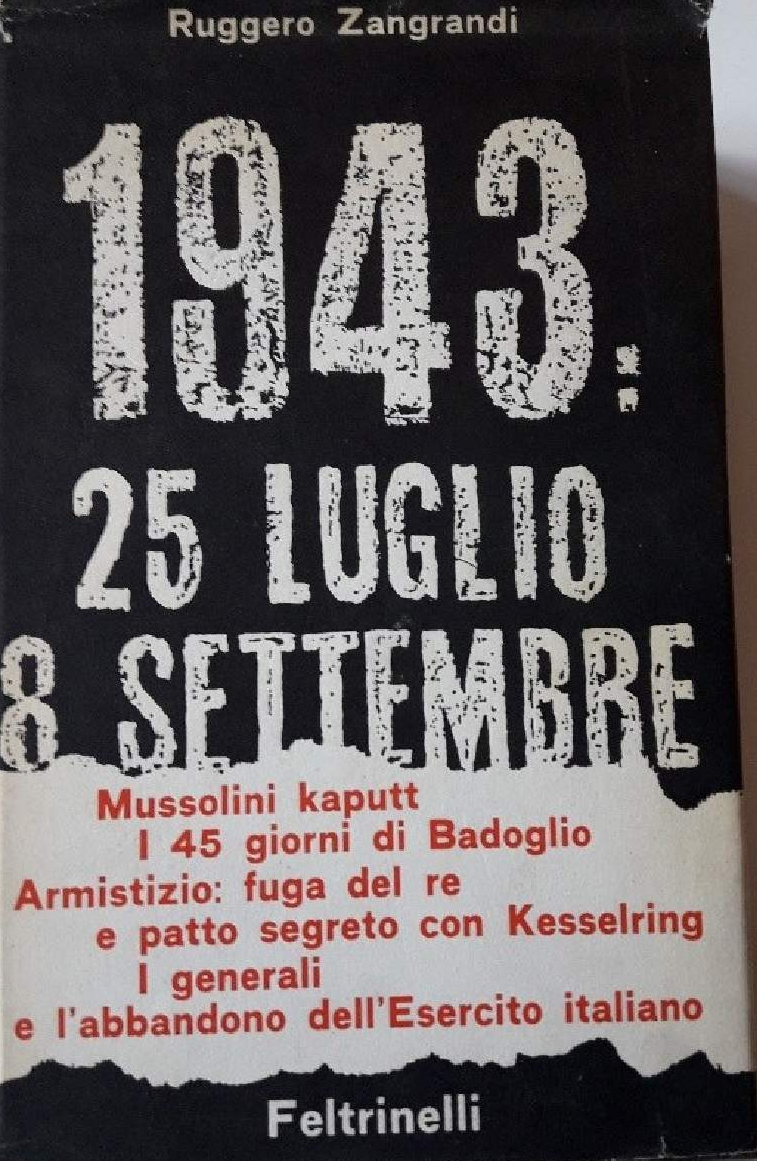 Ruggero Zangrandi
1943:
25 LUGLIO
8 SETTEMBRE
Mussolini kaputt
I 45 giorni di Badoglio
Armistizio: fuga del re
e patto segreto con Kesselring
I generali
e l'abbandono dell'Esercito italiano
Feltrinelli